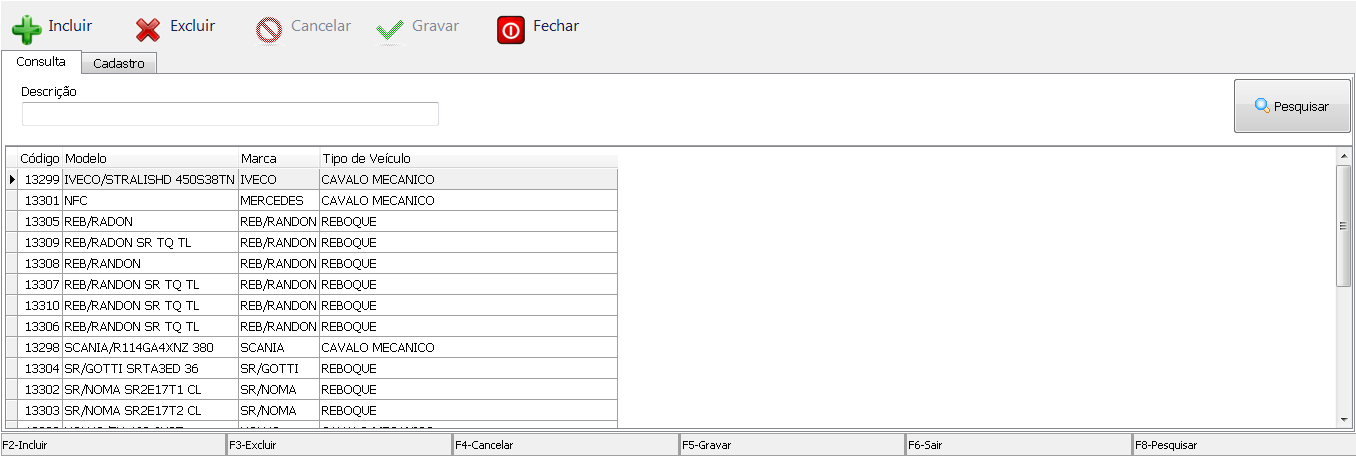 Incluir Excluir Cancelar Gravar Fechar
Consulta Cadastro
Descrição
Pesquisar
Código Modelo Marca Tipo de Veículo
13299 IVECO/STRALISHD 450S38TN IVECO CAVALO MECANICO
13301 NFC MERCEDES CAVALO MECANICO
13305 REB/RADON REB/RANDON REBOQUE
13309 REB/RADON SR TQ TL REB/RANDON REBOQUE
13308 REB/RANDON REB/RANDON REBOQUE
13307 REB/RANDON SR TQ TL REB/RANDON REBOQUE
13310 REB/RANDON SR TQ TL REB/RANDON REBOQUE
13306 REB/RANDON SR TQ TL REB/RANDON REBOQUE
13298 SCANIA/R114GA4XNZ 380 SCANIA CAVALO MECANICO
13304 SR/GOTTI SRTA3ED 36 SR/GOTTI REBOQUE
13302 SR/NOMA SR2E17T1 CL SR/NOMA REBOQUE
13303 SR/NOMA SR2E17T2 CL SR/NOMA REBOQUE
F2-Incluir F3-Excluir F4-Cancelar F5-Gravar F6-Sair F8-Pesquisar